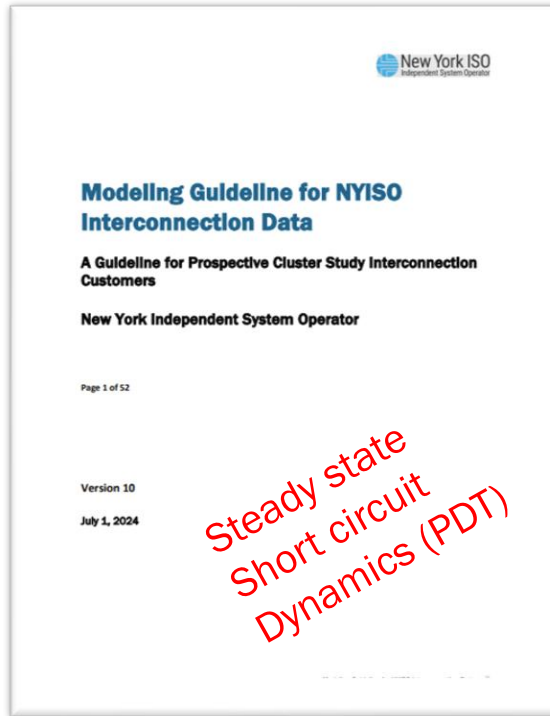 New York ISO
Independent System Operator
Modeling Guideline for NYISO
Interconnection Data
A Guideline for Prospective Cluster Study Interconnection
Customers
New York Independent System Operator
Page 1 of 52
Version 10
July 1, 2024
Steady state
Short circuit
Dynamics (PDT)